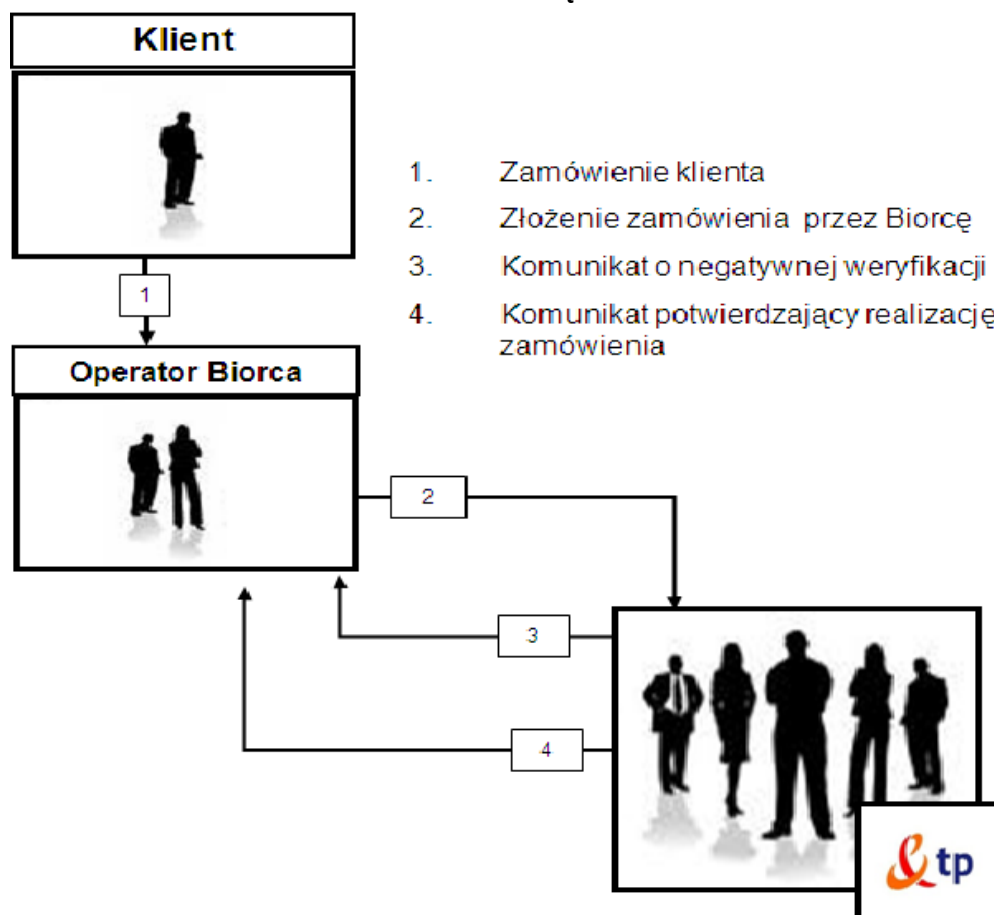 Klient
1. Zamówienie klienta
2. Złożenie zamówienia przez Biorcę
3. Komunikat o negatywnej weryfikacji
4. Komunikat potwierdzający realizację
zamówienia
1
Operator Biorca
2
3
4
tp